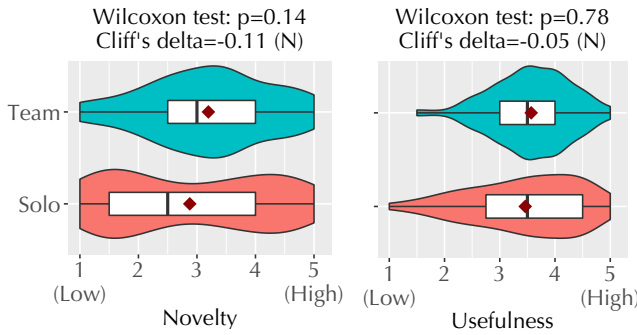 Wilcoxon test: p=0.14
Cliff's delta=-0.11 (N)
Team
Solo
1 2 3 4 5
(Low) (High)
Novelty
Wilcoxon test: p=0.78
Cliff's delta=-0.05 (N)
1 2 3 4 5
(Low) (High)
Usefulness